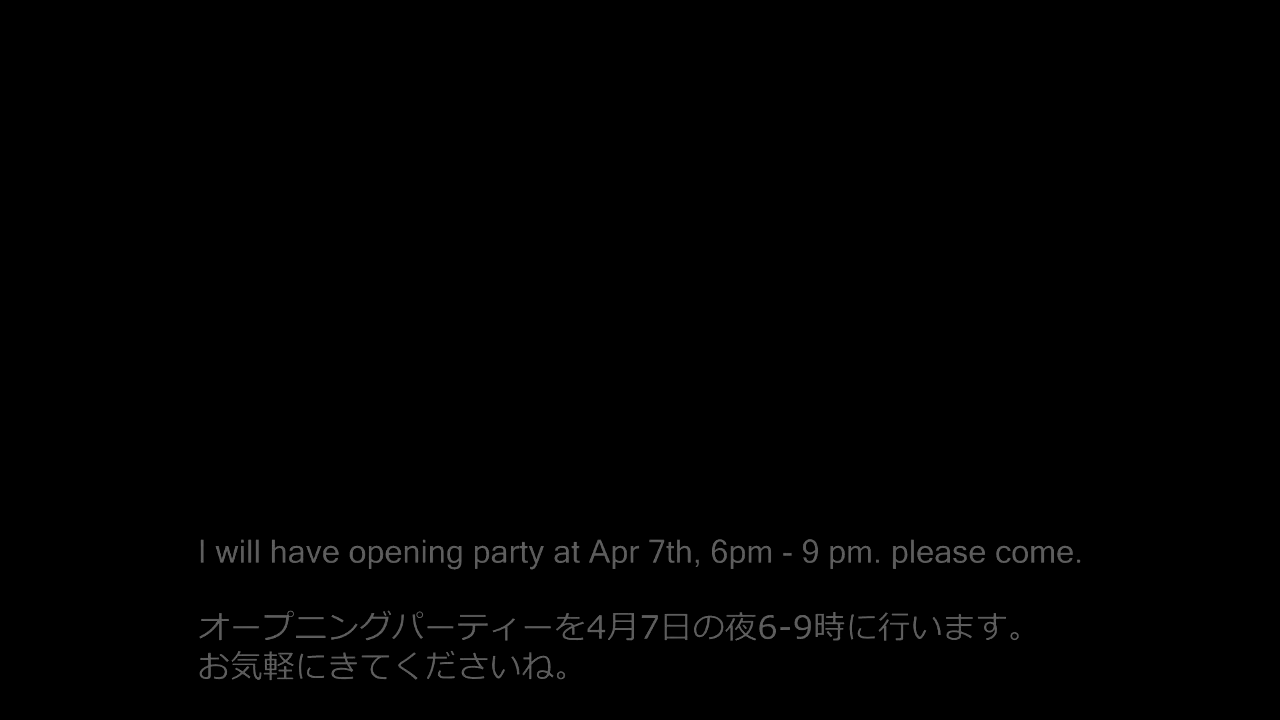 I will have opening party at Apr 7th, 6pm - 9 pm. please come.
オープニングパーティーを4月7日の夜6-9時に行います。
お気軽にきてくださいね。